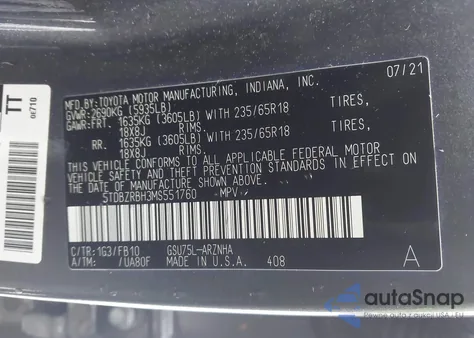 TT
0E710
MFD.BY:TOYOTA MOTOR MANUFACTURING, INDIANA, INC. 07/21
GVWR: 2690KG (5935LB)
GAWR:FRT. 1635KG (3605LB) WITH 235/65R18 TIRES,
18X8J RIMS.
RR. 1635KG (3605LB) WITH 235/65R18 TIRES,
18X8J RIMS.
THIS VEHICLE CONFORMS TO ALL APPLICABLE FEDERAL MOTOR
VEHICLE SAFETY AND THEFT PREVENTION STANDARDS IN EFFECT ON
THE DATE OF MANUFACTURE SHOWN ABOVE.
5TDBZRBH3MS551760 MPV
C/TR: 1G3/FB10 GSU75L-ARZNHA
A/TM: /UA80F MADE IN U.S.A. 408 A
autoSnap